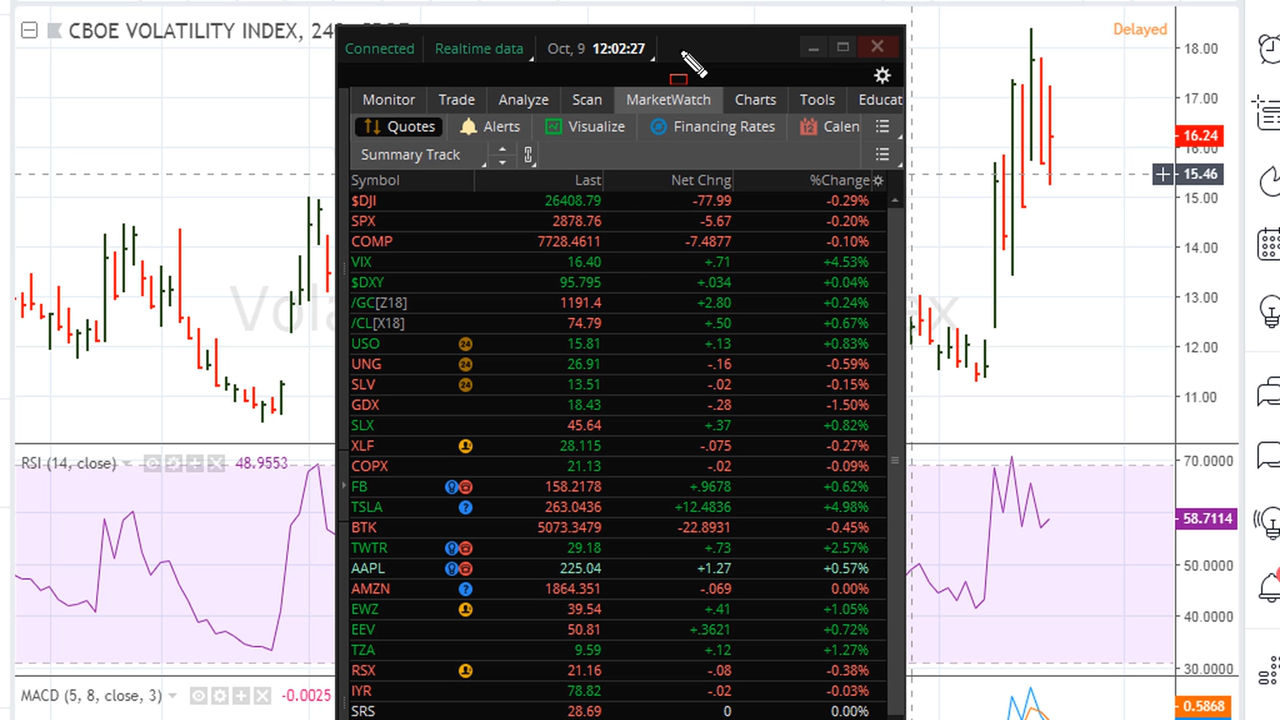 CBOE VOLATILITY INDEX, 24
Delayed
Connected Realtime data Oct, 9 12:02:27
Monitor Trade Analyze Scan MarketWatch Charts Tools Educat
Quotes Alerts Visualize Financing Rates 12 Calen
Summary Track
Symbol Last Net Chng %Change
$DJI 26408.79 -77.99 -0.29%
SPX 2878.76 -5.67 -0.20%
COMP 7728.4611 -7.4877 -0.10%
VIX 16.40 +.71 +4.53%
$DXY 95.795 +.034 +0.04%
/GC[Z18] 1191.4 +2.80 +0.24%
/CL[X18] 74.79 +.50 +0.67%
USO 24 15.81 +.13 +0.83%
UNG 24 26.91 -.16 -0.59%
SLV 24 13.51 -.02 -0.15%
GDX 18.43 -.28 -1.50%
SLX 45.64 +.37 +0.82%
XLF 28.115 -.075 -0.27%
COPX 21.13 -.02 -0.09%
FB 158.2178 +.9678 +0.62%
TSLA ? 263.0436 +12.4836 +4.98%
BTK 5073.3479 -22.8931 -0.45%
TWTR 29.18 +.73 +2.57%
AAPL 225.04 +1.27 +0.57%
AMZN ? 1864.351 -.069 0.00%
EWZ 39.54 +.41 +1.05%
EEV 50.81 +.3621 +0.72%
TZA 9.59 +.12 +1.27%
RSX 21.16 -.08 -0.38%
IYR 78.82 -.02 -0.03%
SRS 28.69 0 0.00%
18.00
17.00
16.24
16.00
15.46
15.00
14.00
13.00
12.00
11.00
Vola
ex
RSI (14, close) 48.9553
70.0000
58.7114
50.0000
40.0000
30.0000
MACD (5, 8, close, 3) -0.0025
0.5868